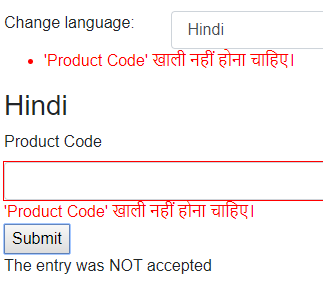 Change language:
Hindi
'Product Code' खाली नहीं होना चाहिए।
Hindi
Product Code
'Product Code' खाली नहीं होना चाहिए।
Submit
The entry was NOT accepted